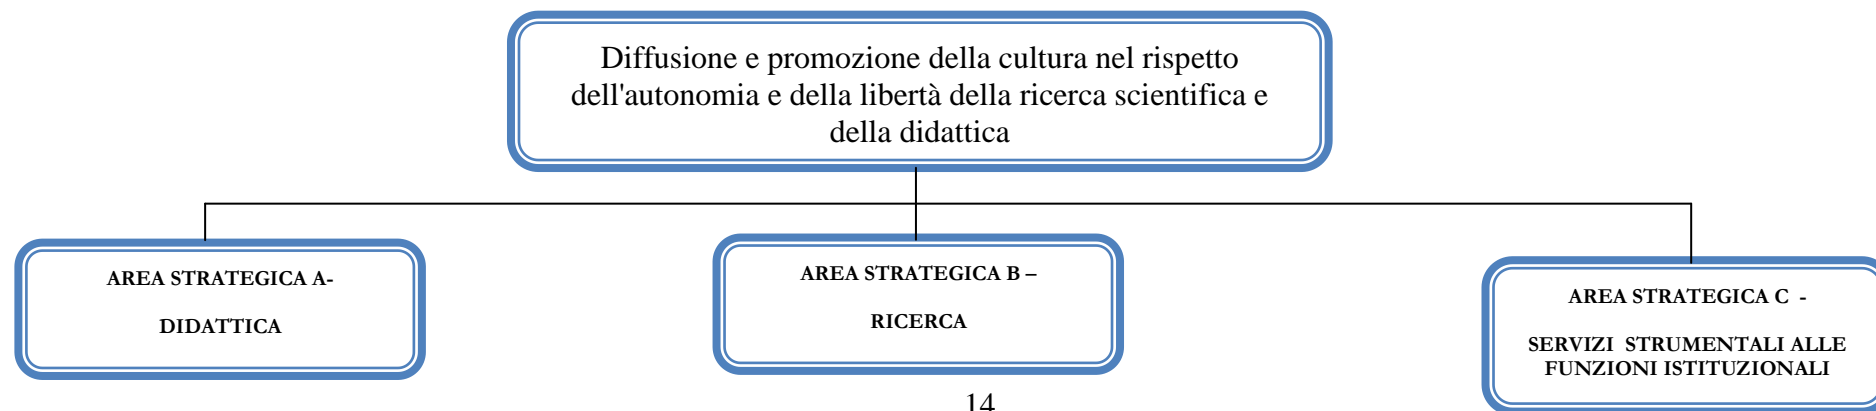 Diffusione e promozione della cultura nel rispetto
dell'autonomia e della libertà della ricerca scientifica e
della didattica
AREA STRATEGICA A-
DIDATTICA
AREA STRATEGICA B –
RICERCA
AREA STRATEGICA C -
SERVIZI STRUMENTALI ALLE
FUNZIONI ISTITUZIONALI
14